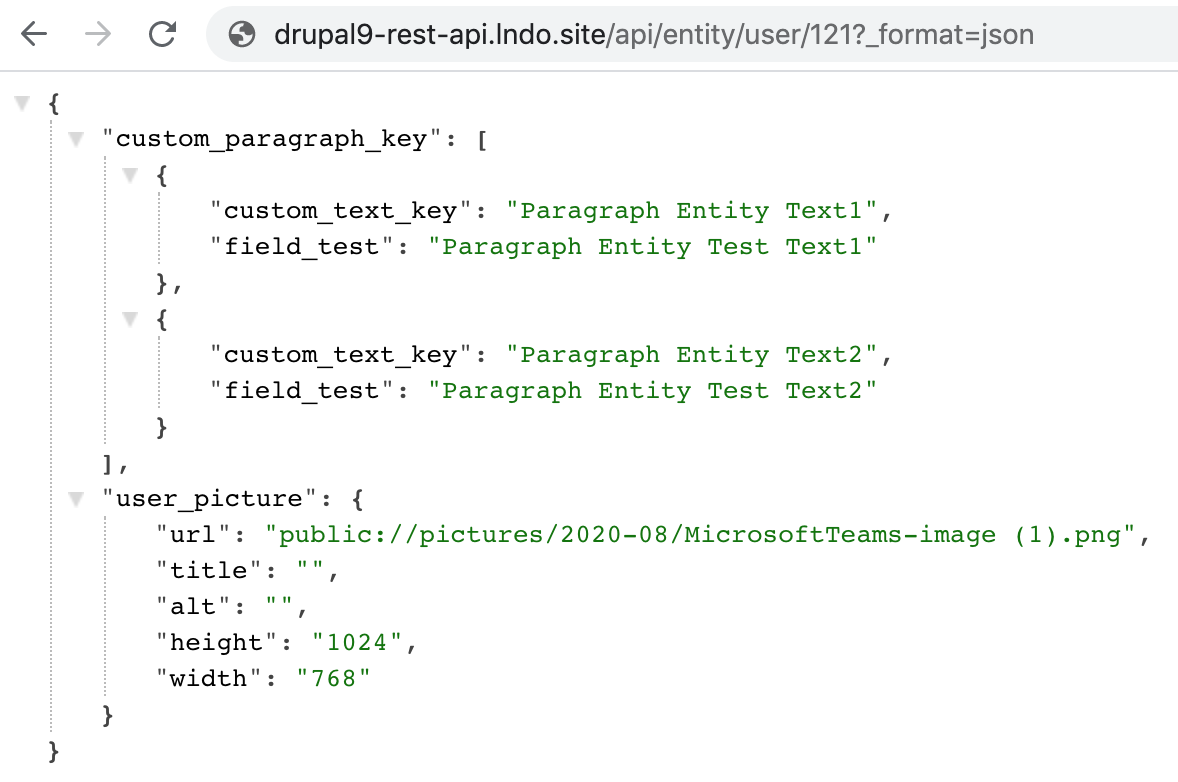 drupal9-rest-api.lndo.site/api/entity/user/121?_format=json
{
"custom_paragraph_key": [
{
"custom_text_key": "Paragraph Entity Text1",
"field_test": "Paragraph Entity Test Text1"
},
{
"custom_text_key": "Paragraph Entity Text2",
"field_test": "Paragraph Entity Test Text2"
}
],
"user_picture": {
"url": "public://pictures/2020-08/MicrosoftTeams-image (1).png",
"title": "",
"alt": "",
"height": "1024",
"width": "768"
}
}